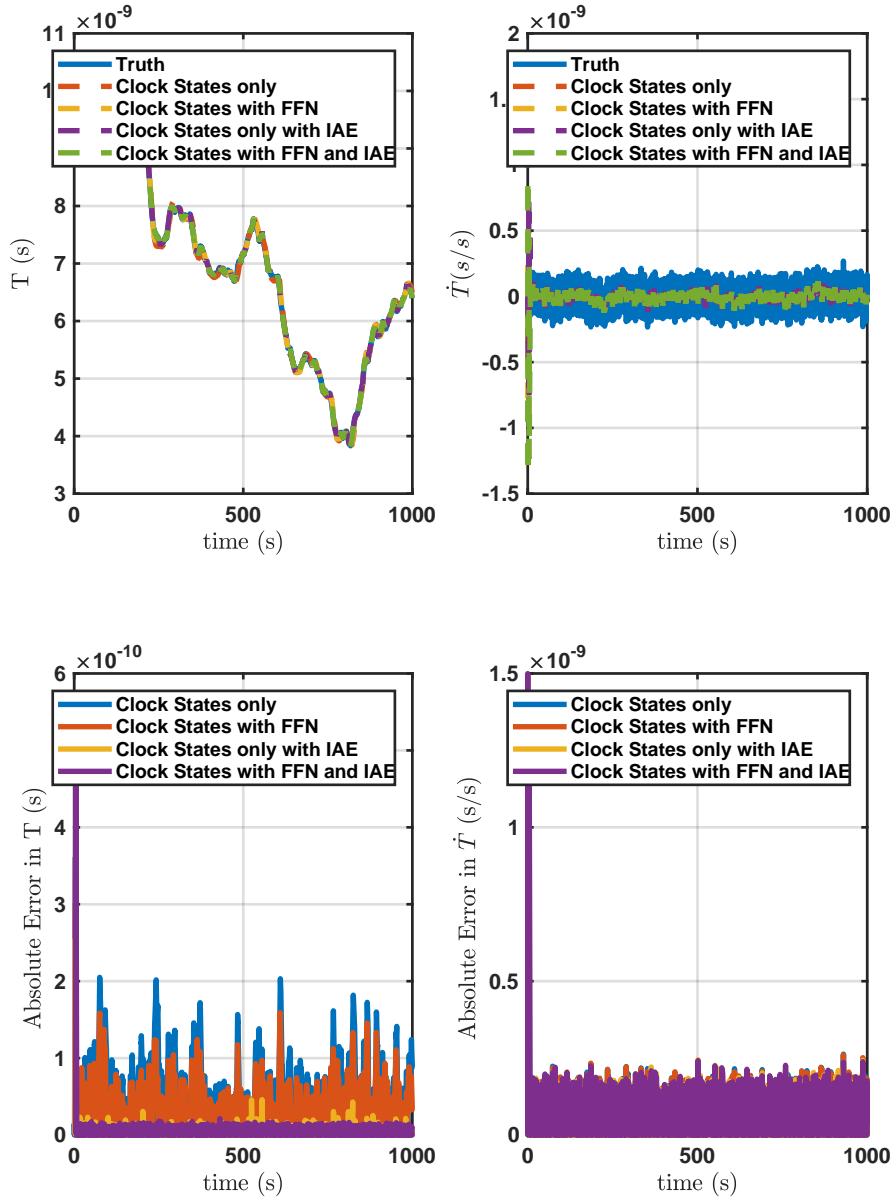 ×10⁻⁹
11
10
8
7
6
5
4
3
T (s)
Truth
Clock States only
Clock States with FFN
Clock States only with IAE
Clock States with FFN and IAE
0
500
1000
time (s)
×10⁻⁹
2
1.5
0.5
0
-0.5
-1
-1.5
Ṫ(s/s)
Truth
Clock States only
Clock States with FFN
Clock States only with IAE
Clock States with FFN and IAE
0
500
1000
time (s)
×10⁻¹⁰
6
4
3
2
1
0
Absolute Error in T (s)
Clock States only
Clock States with FFN
Clock States only with IAE
Clock States with FFN and IAE
0
500
1000
time (s)
×10⁻⁹
1.5
1
0.5
0
Absolute Error in Ṫ (s/s)
Clock States only
Clock States with FFN
Clock States only with IAE
Clock States with FFN and IAE
0
500
1000
time (s)